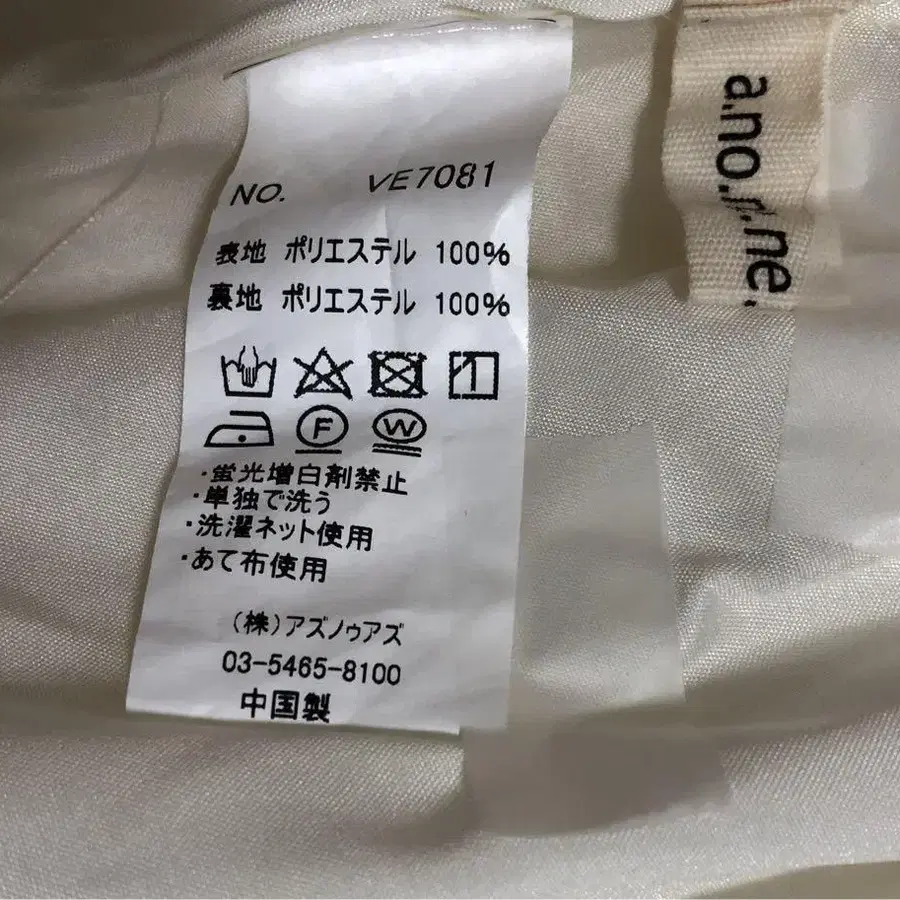 NO. VE7081
表地 ポリエステル 100%
裏地 ポリエステル 100%
F W
・蛍光増白剤禁止
・単独で洗う
・洗濯ネット使用
・あて布使用
(株)アズノゥアズ
03-5465-8100
中国製
a.no.ne.